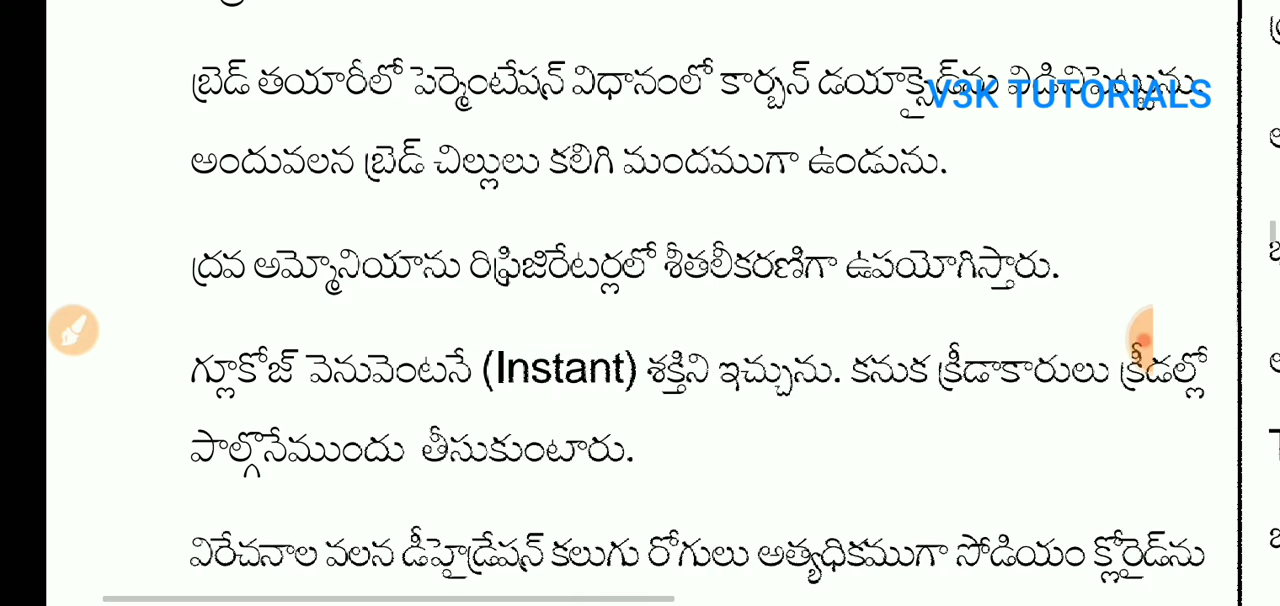 బ్రెడ్ తయారీలో పెర్మెంటేషన్ విధానంలో కార్బన్ డయాక్సైడ్‌ను విడిచిపెట్టును
V3K TUTORIALS
అందువలన బ్రెడ్ చిల్లులు కలిగి మందముగా ఉండును.
ద్రవ అమ్మోనియాను రిఫ్రిజిరేటర్లలో శీతలీకరణిగా ఉపయోగిస్తారు.
గ్లూకోజ్ వెనువెంటనే (Instant) శక్తిని ఇచ్చును. కనుక క్రీడాకారులు క్రీడల్లో
పాల్గొనేముందు తీసుకుంటారు.
విరేచనాల వలన డీహైడ్రేషన్ కలుగు రోగులు అత్యధికముగా సోడియం క్లోరైడ్‌ను